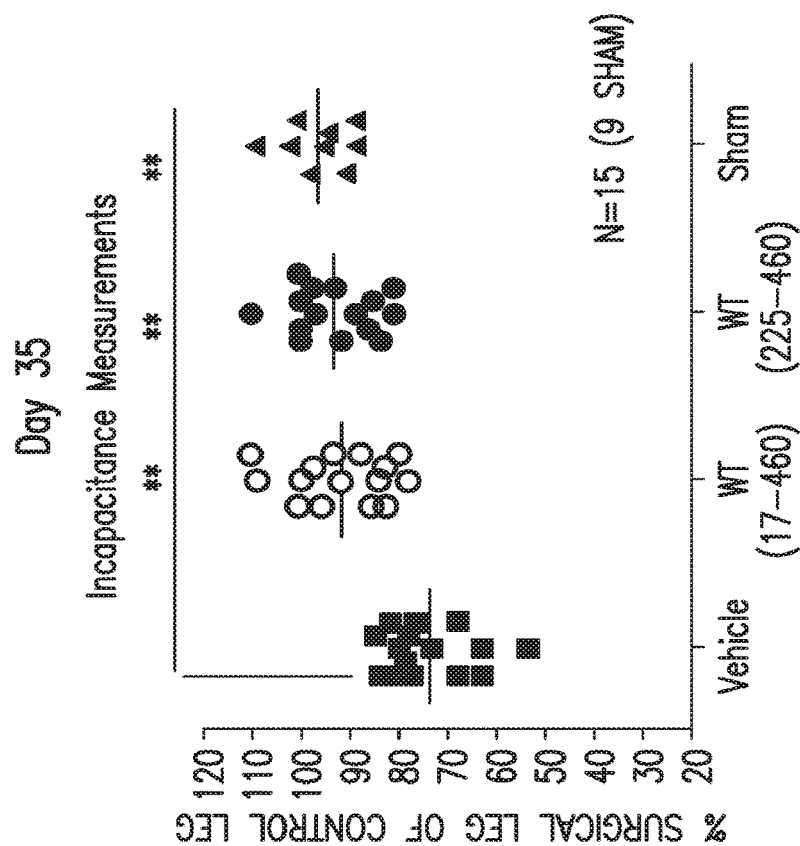 Day 35
Incapacitance Measurements
** ** **
% SURGICAL LEG OF CONTROL LEG
120
110
100
90
80
70
60
50
40
30
20
N=15 (9 SHAM)
Vehicle
WT
(17–460)
WT
(225–460)
Sham